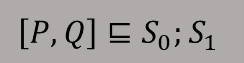 [P, Q] ⊑ S₀; S₁